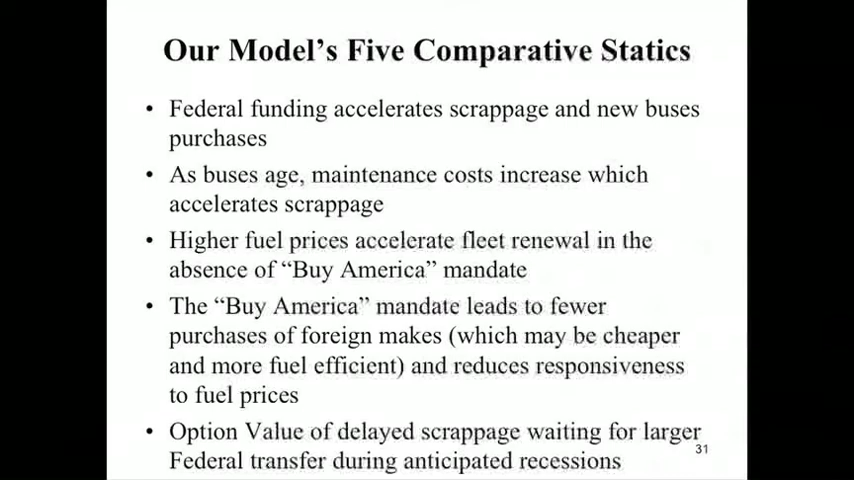 Our Model's Five Comparative Statics
• Federal funding accelerates scrappage and new buses
purchases
• As buses age, maintenance costs increase which
accelerates scrappage
• Higher fuel prices accelerate fleet renewal in the
absence of “Buy America” mandate
• The “Buy America” mandate leads to fewer
purchases of foreign makes (which may be cheaper
and more fuel efficient) and reduces responsiveness
to fuel prices
• Option Value of delayed scrappage waiting for larger
Federal transfer during anticipated recessions
31